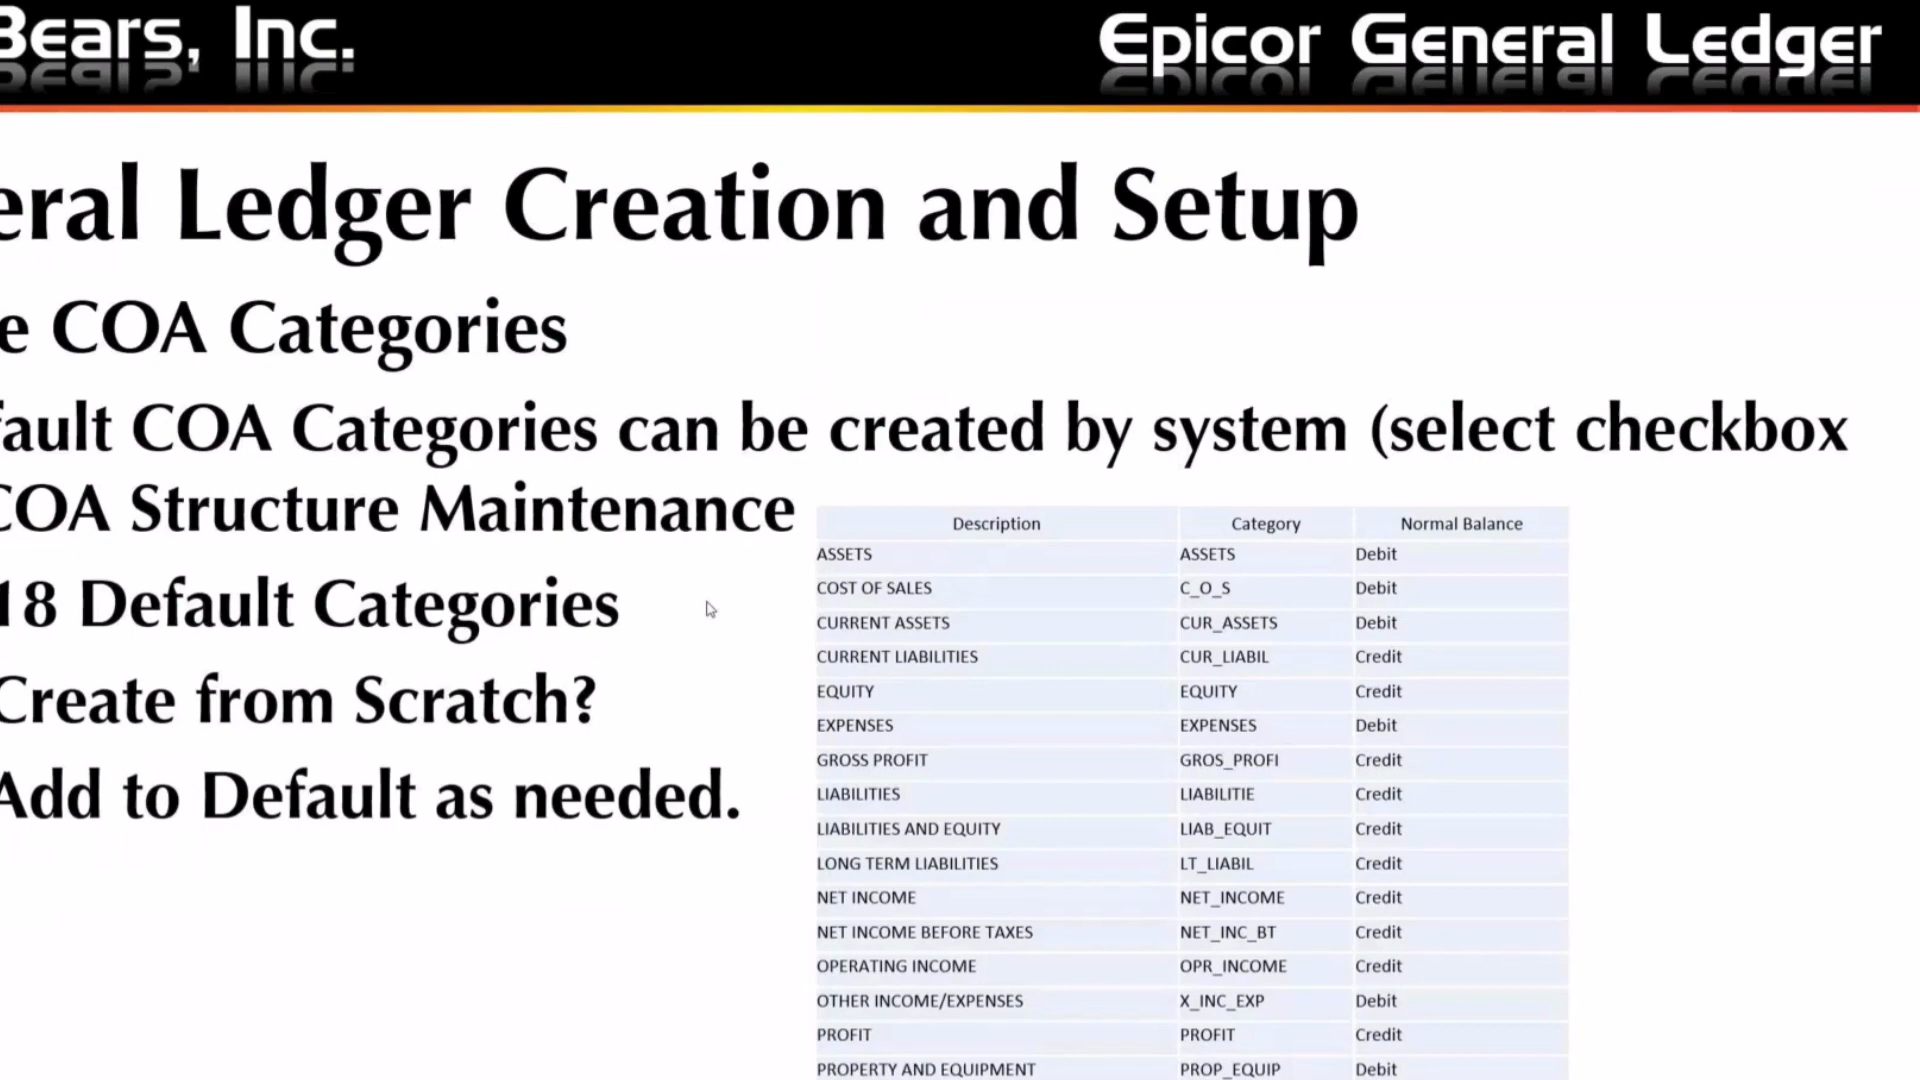 Bears, Inc. Epicor General Ledger
eral Ledger Creation and Setup
e COA Categories
fault COA Categories can be created by system (select checkbox
COA Structure Maintenance
18 Default Categories
Create from Scratch?
Add to Default as needed.
Description Category Normal Balance
ASSETS ASSETS Debit
COST OF SALES C_O_S Debit
CURRENT ASSETS CUR_ASSETS Debit
CURRENT LIABILITIES CUR_LIABIL Credit
EQUITY EQUITY Credit
EXPENSES EXPENSES Debit
GROSS PROFIT GROS_PROFI Credit
LIABILITIES LIABILITIE Credit
LIABILITIES AND EQUITY LIAB_EQUIT Credit
LONG TERM LIABILITIES LT_LIABIL Credit
NET INCOME NET_INCOME Credit
NET INCOME BEFORE TAXES NET_INC_BT Credit
OPERATING INCOME OPR_INCOME Credit
OTHER INCOME/EXPENSES X_INC_EXP Debit
PROFIT PROFIT Credit
PROPERTY AND EQUIPMENT PROP_EQUIP Debit